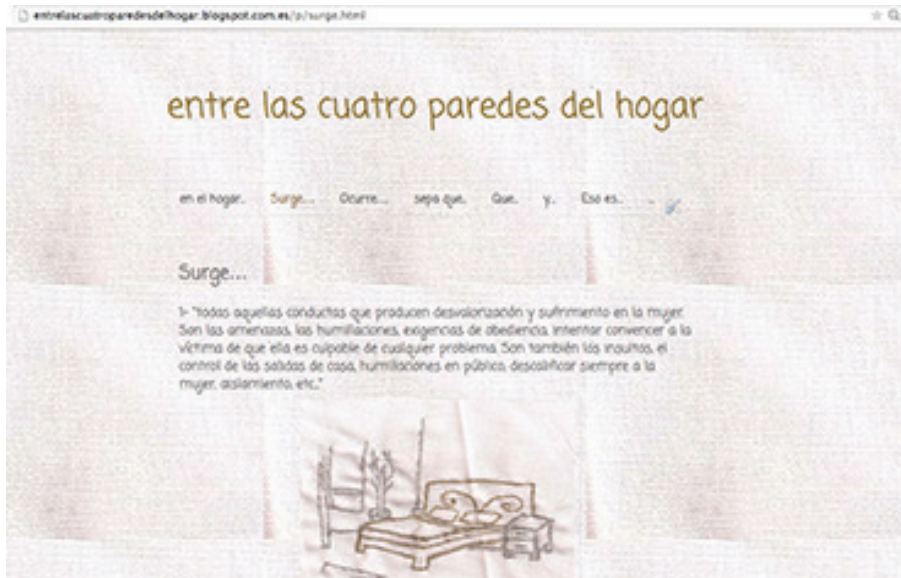 entrelascuatroparedesdelhogar.blogspot.com.es/p/surge.html
entre las cuatro paredes del hogar
en el hogar.. Surge... Ocurre... sepa que.. Que.. y.. Eso es.. ..
Surge...
1- "todas aquellas conductas que producen desvalorización y sufrimiento en la mujer.
Son las amenazas, las humillaciones, exigencias de obediencia, intentar convencer a la
víctima de que ella es culpable de cualquier problema. Son también los insultos, el
control de las salidas de casa, humillaciones en público, descalificar siempre a la
mujer, aislamiento, etc.."